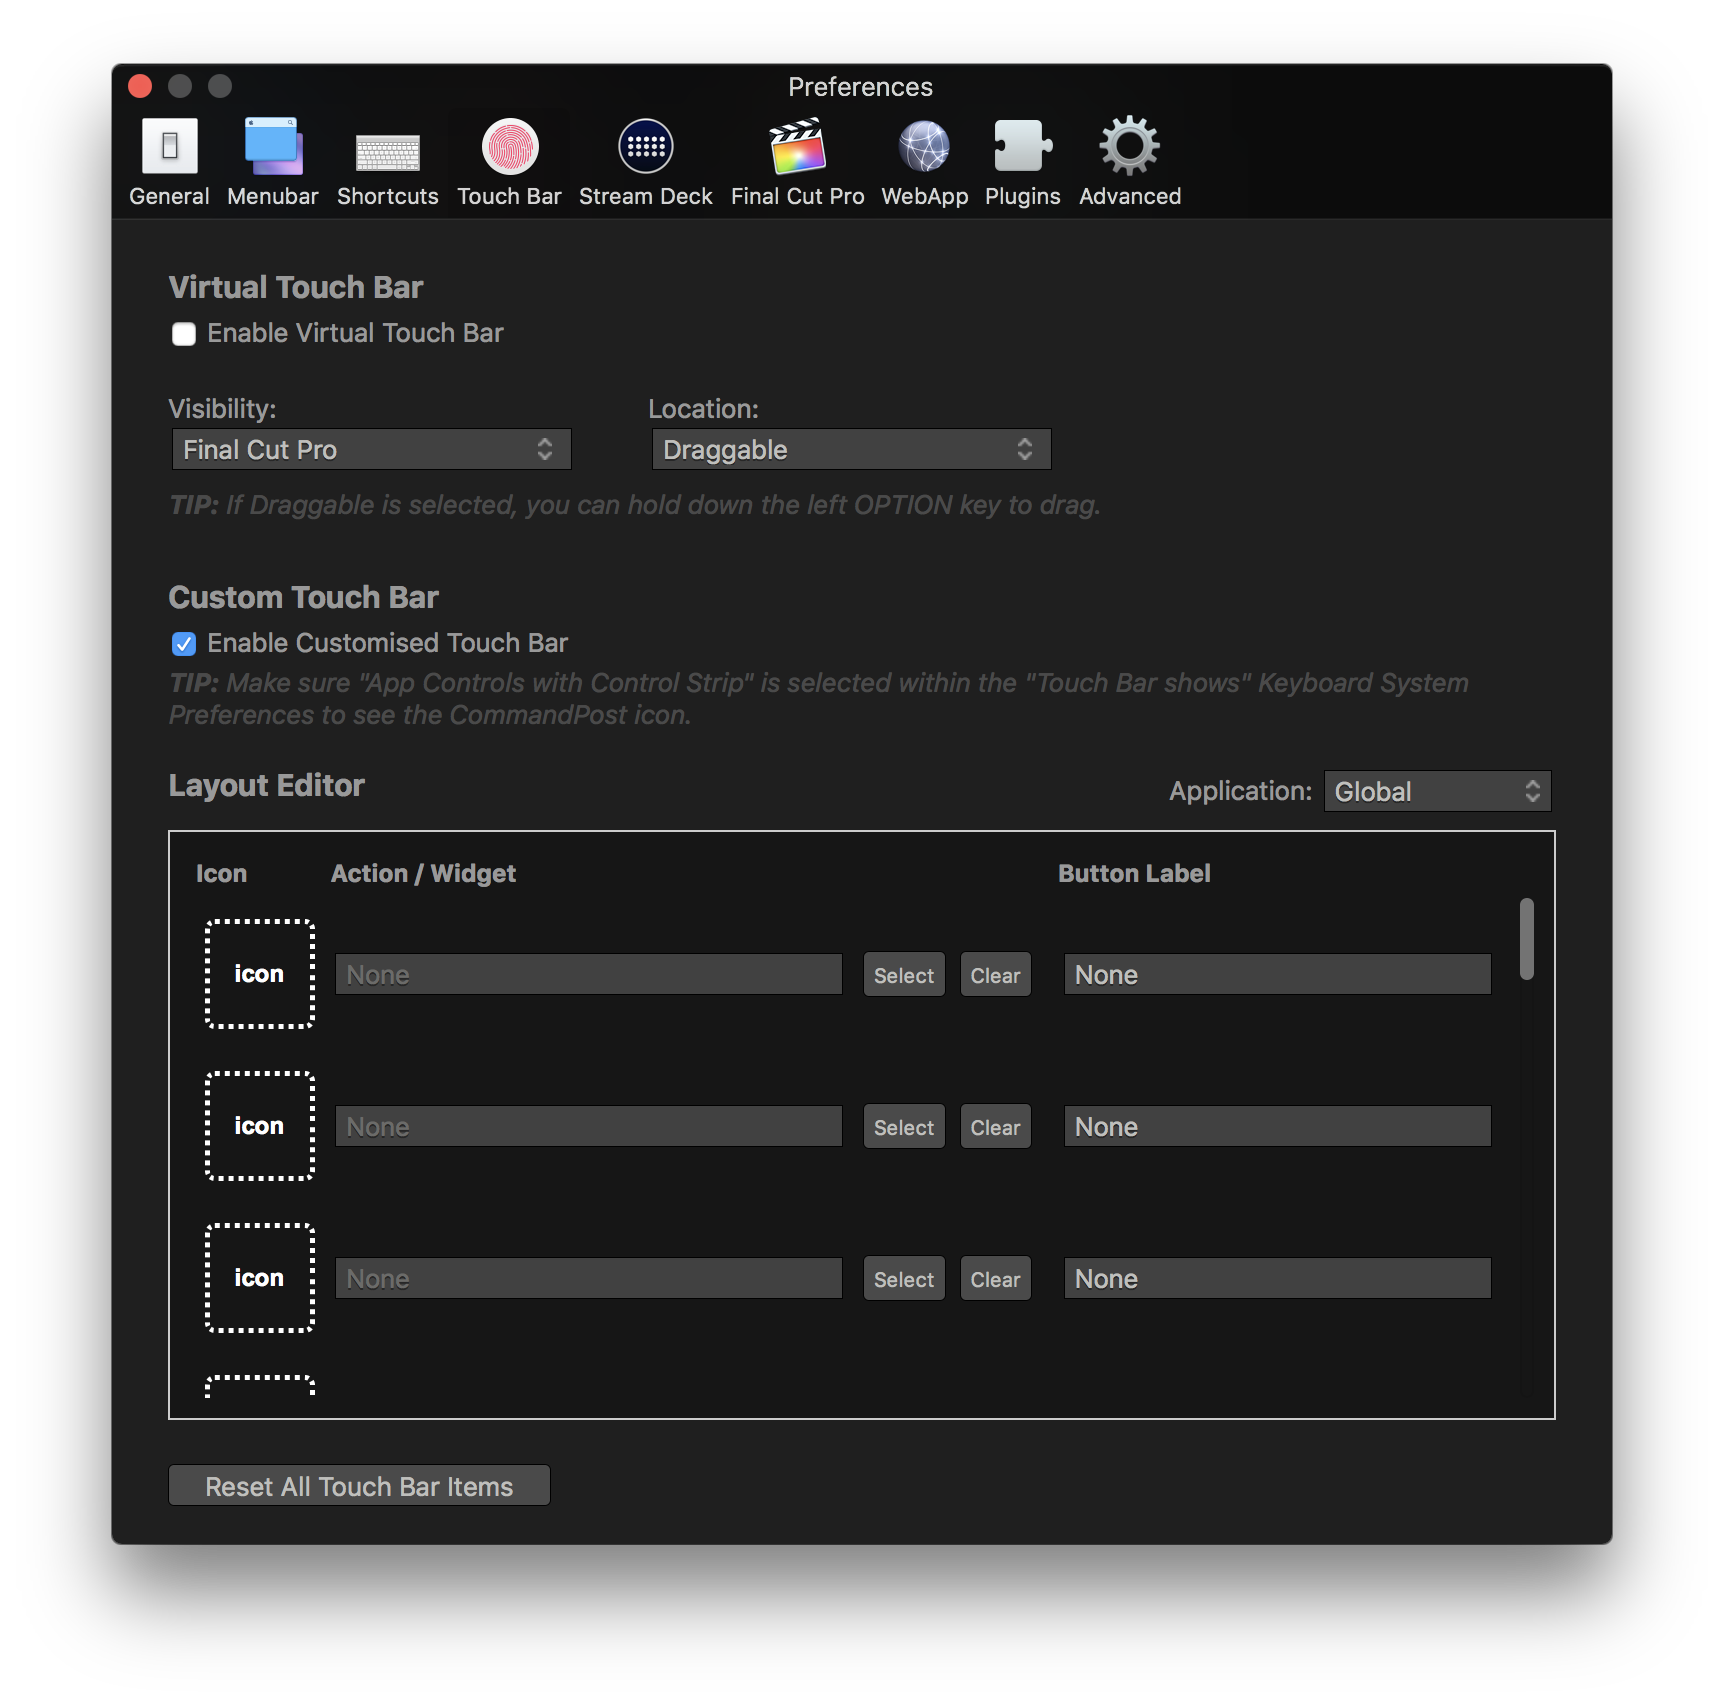 Preferences
General Menubar Shortcuts Touch Bar Stream Deck Final Cut Pro WebApp Plugins Advanced
Virtual Touch Bar
Enable Virtual Touch Bar
Visibility: Location:
Final Cut Pro Draggable
TIP: If Draggable is selected, you can hold down the left OPTION key to drag.
Custom Touch Bar
Enable Customised Touch Bar
TIP: Make sure "App Controls with Control Strip" is selected within the "Touch Bar shows" Keyboard System
Preferences to see the CommandPost icon.
Layout Editor Application: Global
Icon Action / Widget Button Label
icon None Select Clear None
icon None Select Clear None
icon None Select Clear None
Reset All Touch Bar Items